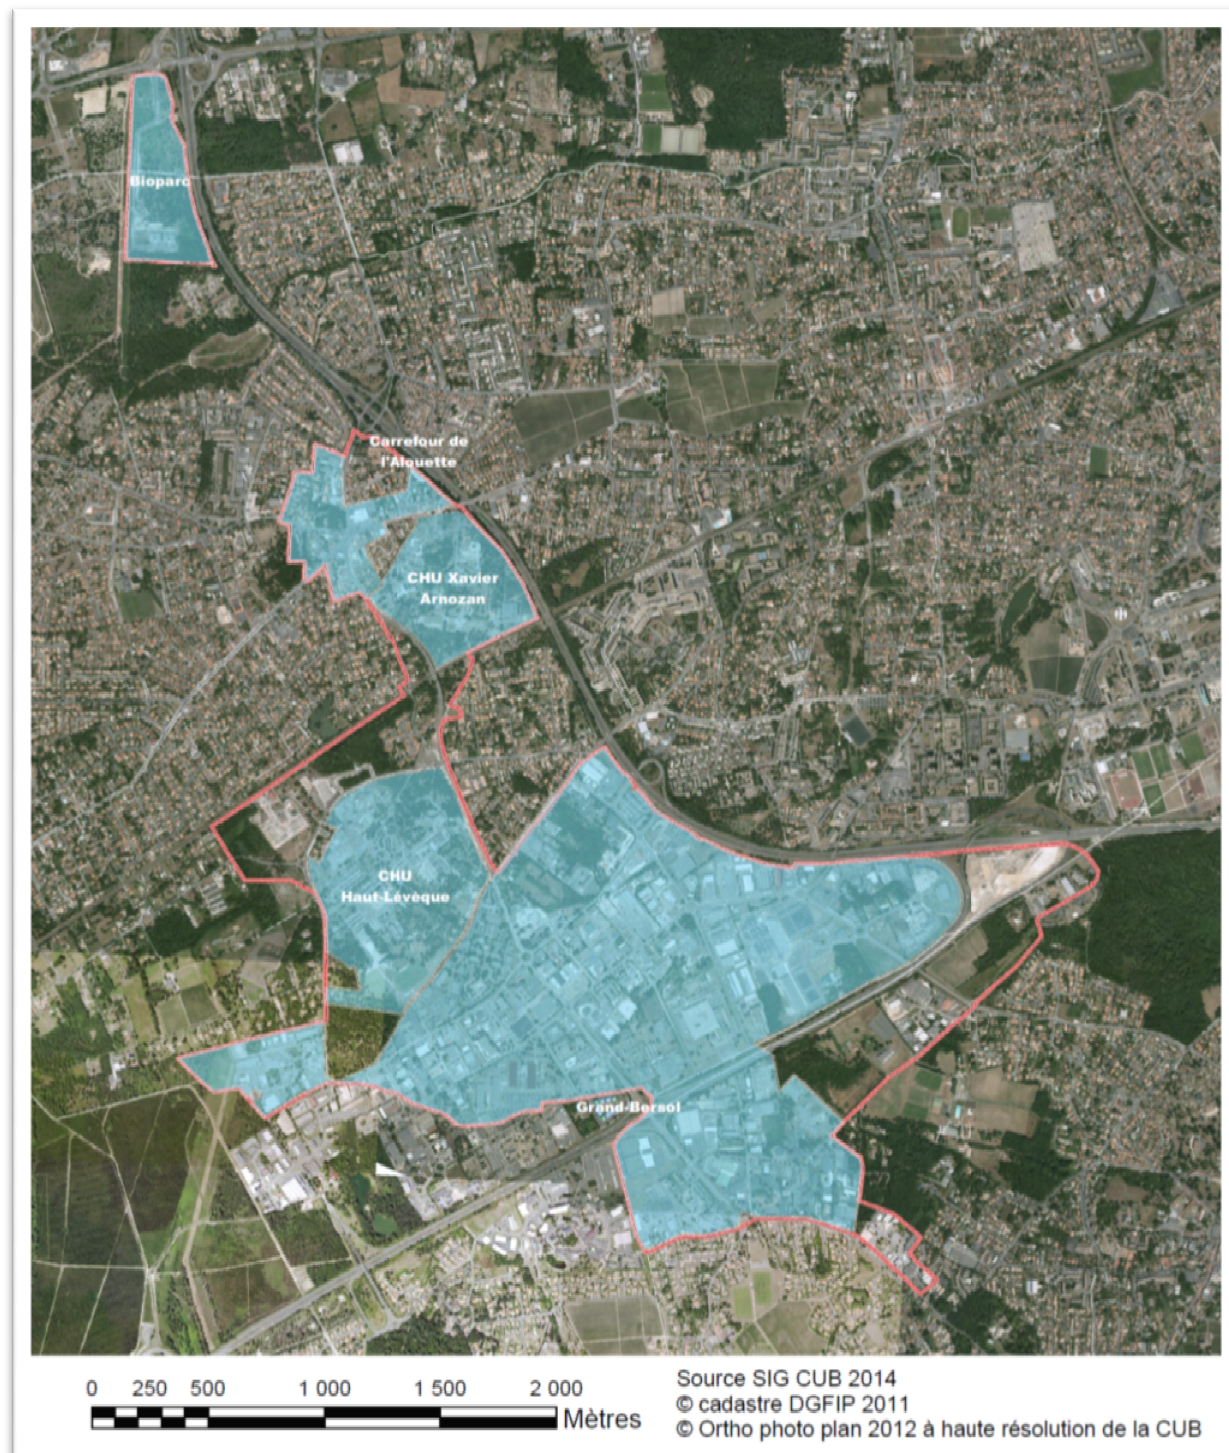 Bioparc
Carrefour de
l'Alouette
CHU Xavier
Arnozan
CHU
Haut-Lévèque
Grand-Bersol
0 250 500 1 000 1 500 2 000
Mètres
Source SIG CUB 2014
© cadastre DGFIP 2011
© Ortho photo plan 2012 à haute résolution de la CUB